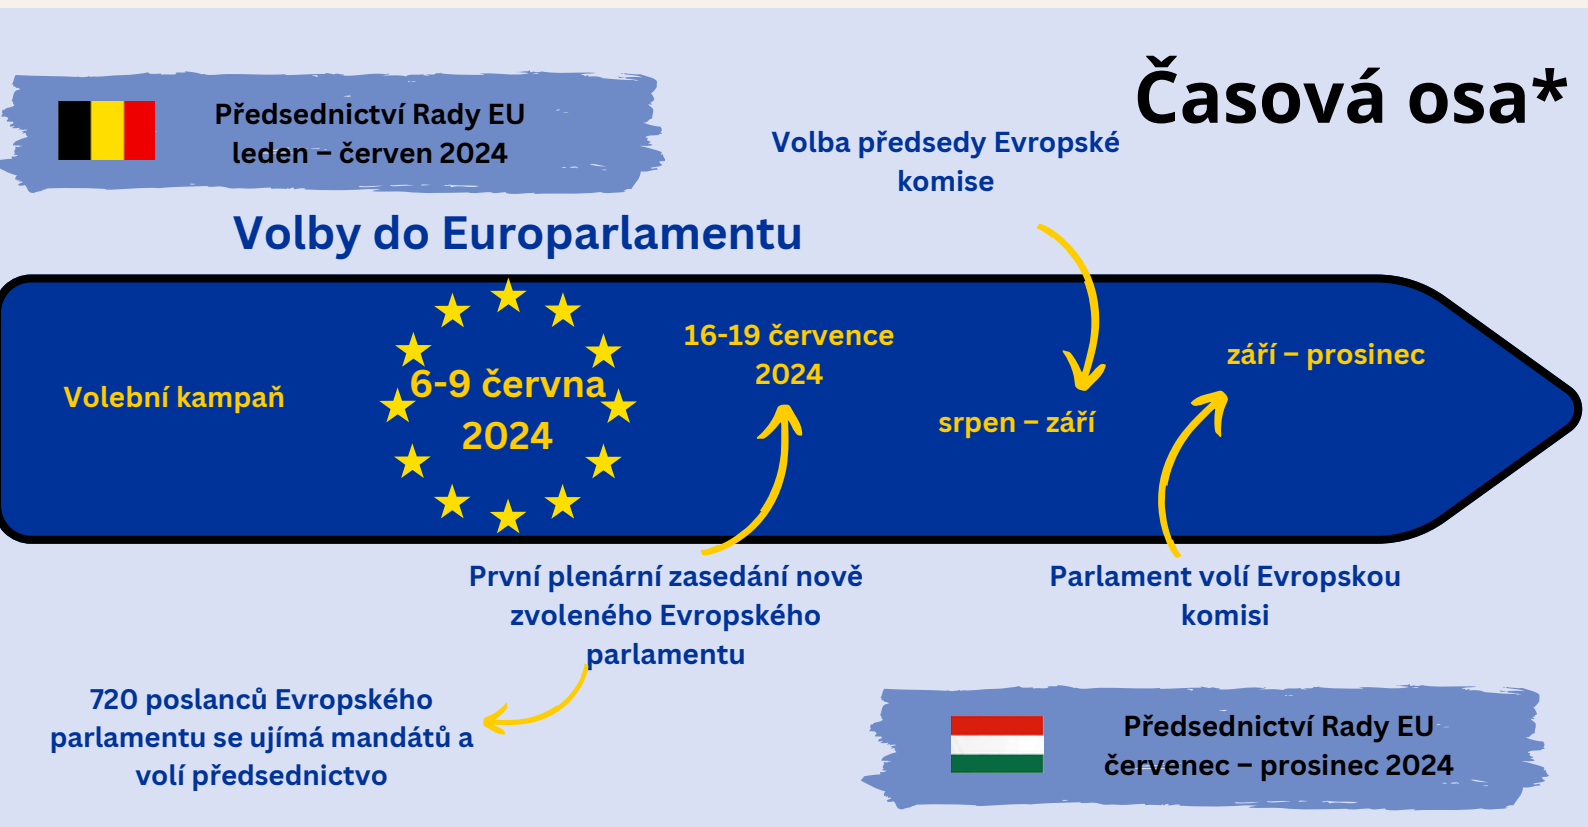 Časová osa*
Předsednictví Rady EU
leden – červen 2024
Volba předsedy Evropské
komise
Volby do Europarlamentu
Volební kampaň
6-9 června
2024
16-19 července
2024
srpen – září
září – prosinec
První plenární zasedání nově
zvoleného Evropského
parlamentu
Parlament volí Evropskou
komisi
720 poslanců Evropského
parlamentu se ujímá mandátů a
volí předsednictvo
Předsednictví Rady EU
červenec – prosinec 2024